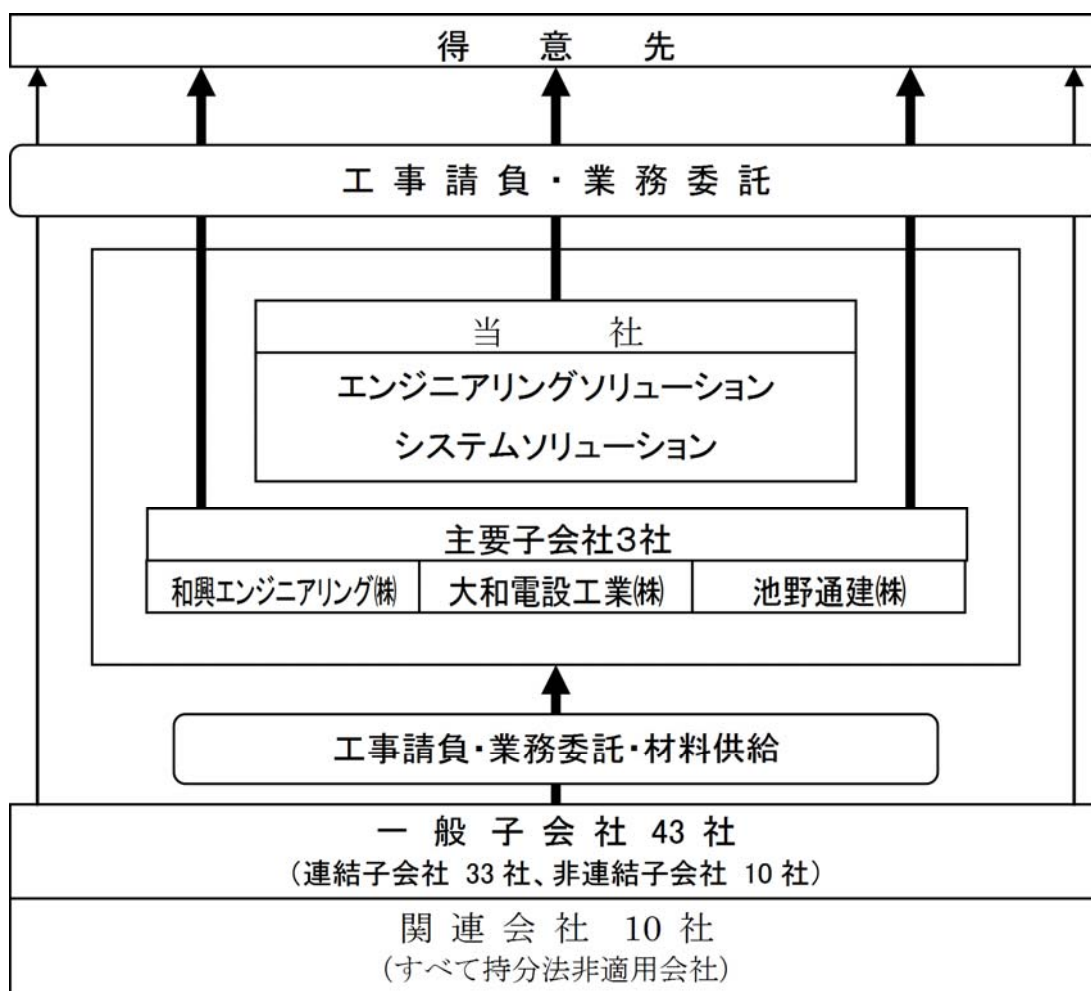 得意先
工事請負・業務委託
当社
エンジニアリングソリューション
システムソリューション
主要子会社3社
和興エンジニアリング㈱
大和電設工業㈱
池野通建㈱
工事請負・業務委託・材料供給
一般子会社 43 社
(連結子会社 33 社、非連結子会社 10 社)
関連会社 10 社
(すべて持分法非適用会社)